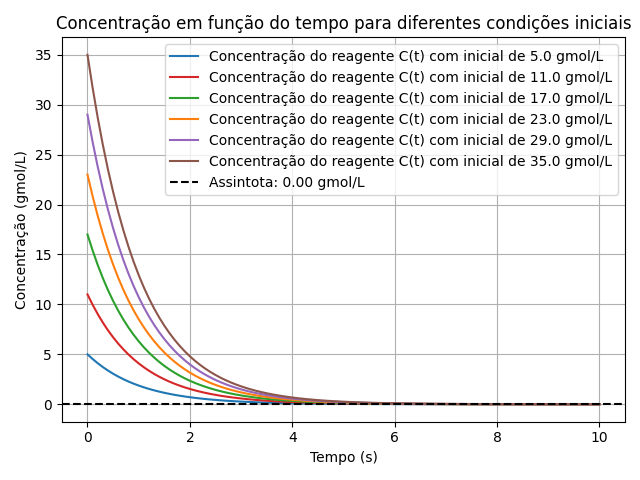 Concentração em função do tempo para diferentes condições iniciais
Concentração do reagente C(t) com inicial de 5.0 gmol/L
Concentração do reagente C(t) com inicial de 11.0 gmol/L
Concentração do reagente C(t) com inicial de 17.0 gmol/L
Concentração do reagente C(t) com inicial de 23.0 gmol/L
Concentração do reagente C(t) com inicial de 29.0 gmol/L
Concentração do reagente C(t) com inicial de 35.0 gmol/L
Assintota: 0.00 gmol/L
Concentração (gmol/L)
35
30
25
20
15
10
5
0
0 2 4 6 8 10
Tempo (s)